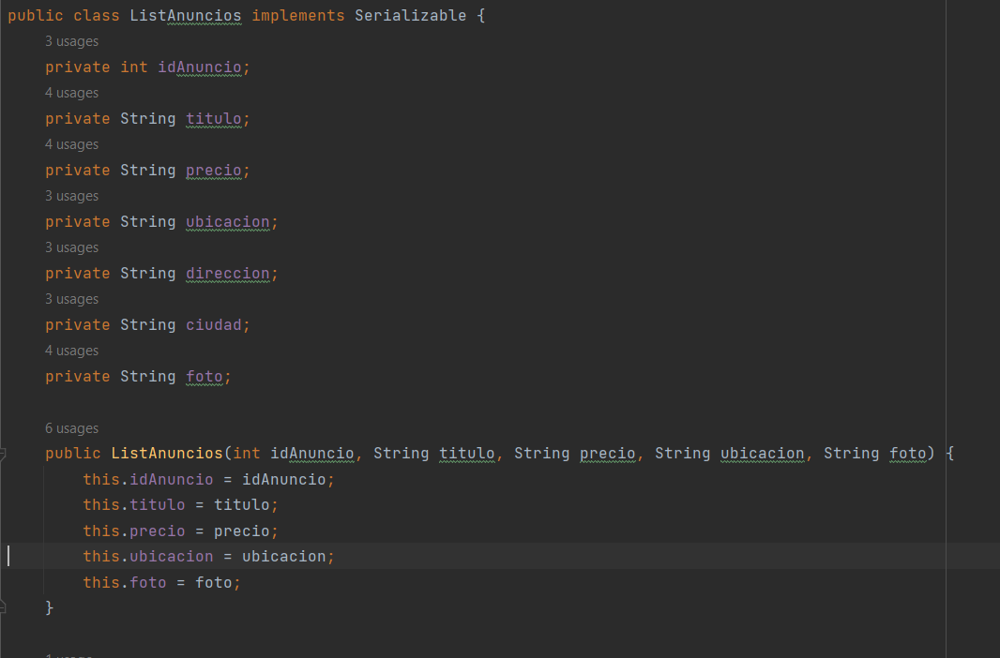 public class ListAnuncios implements Serializable {
3 usages
private int idAnuncio;
4 usages
private String titulo;
4 usages
private String precio;
3 usages
private String ubicacion;
3 usages
private String direccion;
3 usages
private String ciudad;
4 usages
private String foto;
6 usages
public ListAnuncios(int idAnuncio, String titulo, String precio, String ubicacion, String foto) {
this.idAnuncio = idAnuncio;
this.titulo = titulo;
this.precio = precio;
this.ubicacion = ubicacion;
this.foto = foto;
}